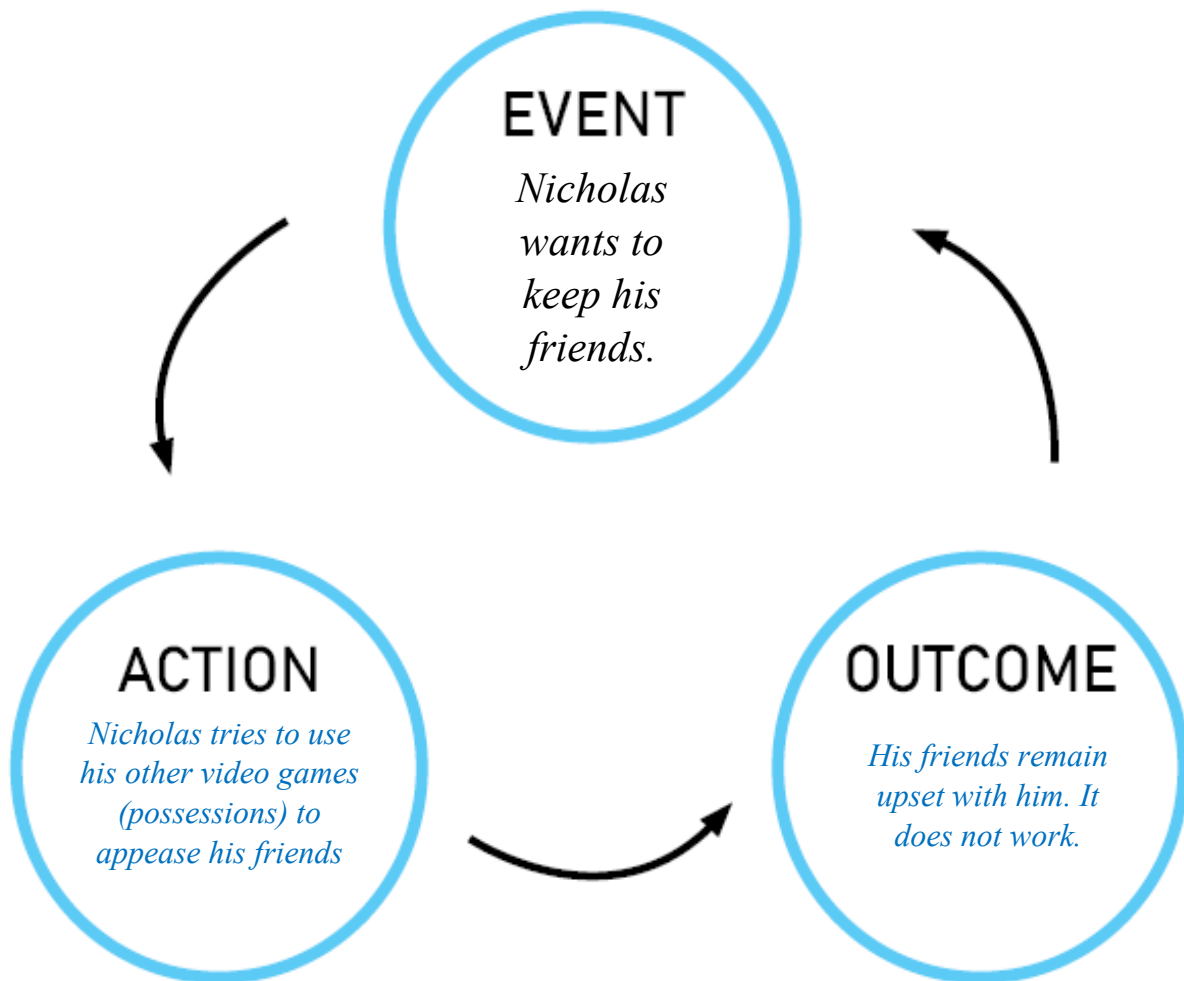 EVENT
Nicholas
wants to
keep his
friends.
ACTION
Nicholas tries to use
his other video games
(possessions) to
appease his friends
OUTCOME
His friends remain
upset with him. It
does not work.